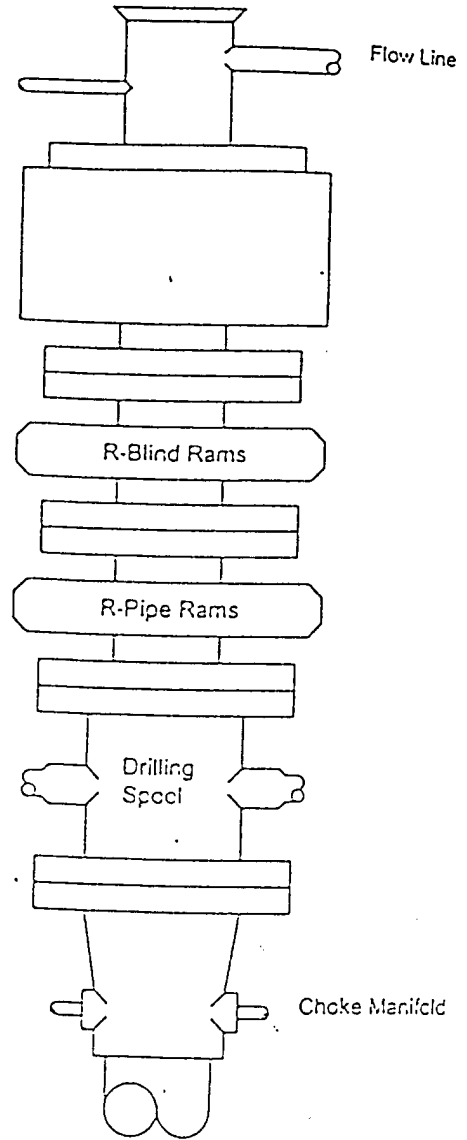 Flow Line
R-Blind Rams
R-Pipe Rams
Drilling
Spool
Choke Manifold